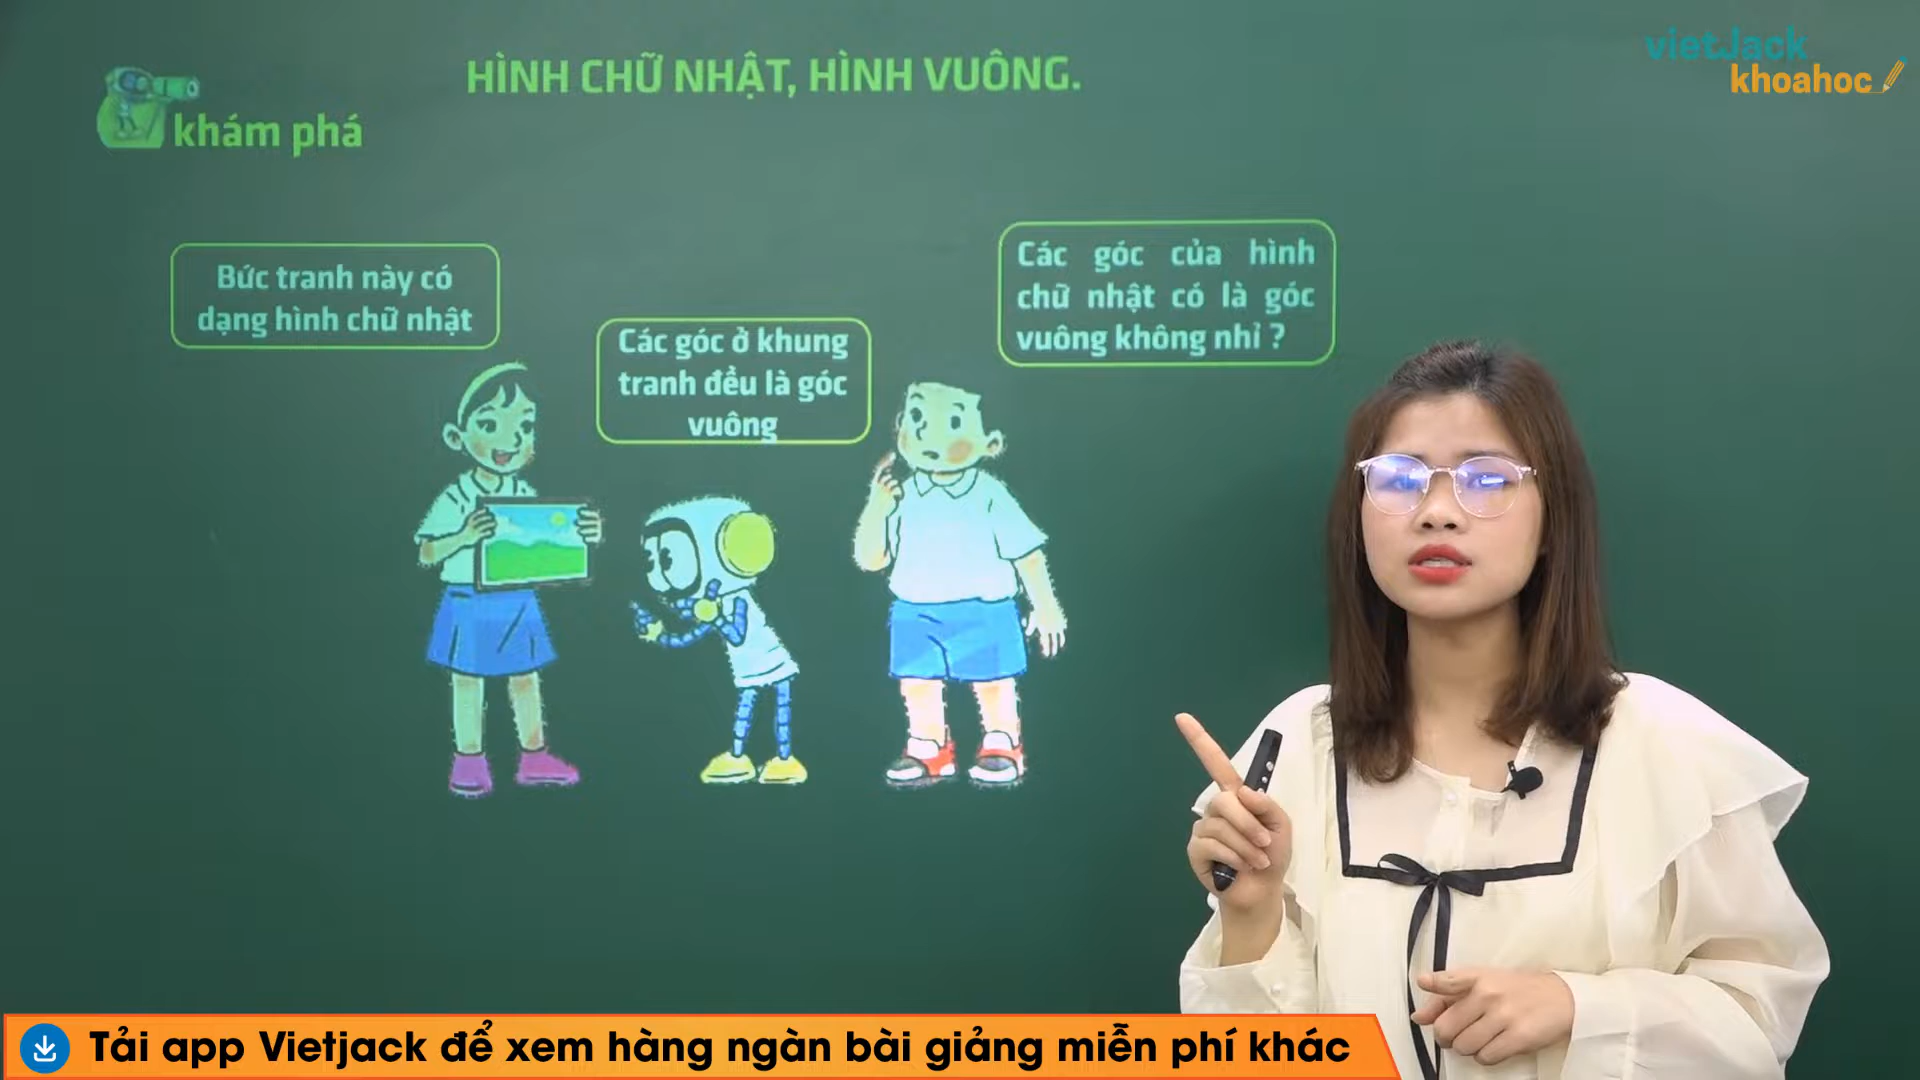 HÌNH CHỮ NHẬT, HÌNH VUÔNG.
vietJack
khoahoc
khám phá
Bức tranh này có
dạng hình chữ nhật
Các góc ở khung
tranh đều là góc
vuông
Các góc của hình
chữ nhật có là góc
vuông không nhỉ ?
Tải app Vietjack để xem hàng ngàn bài giảng miễn phí khác